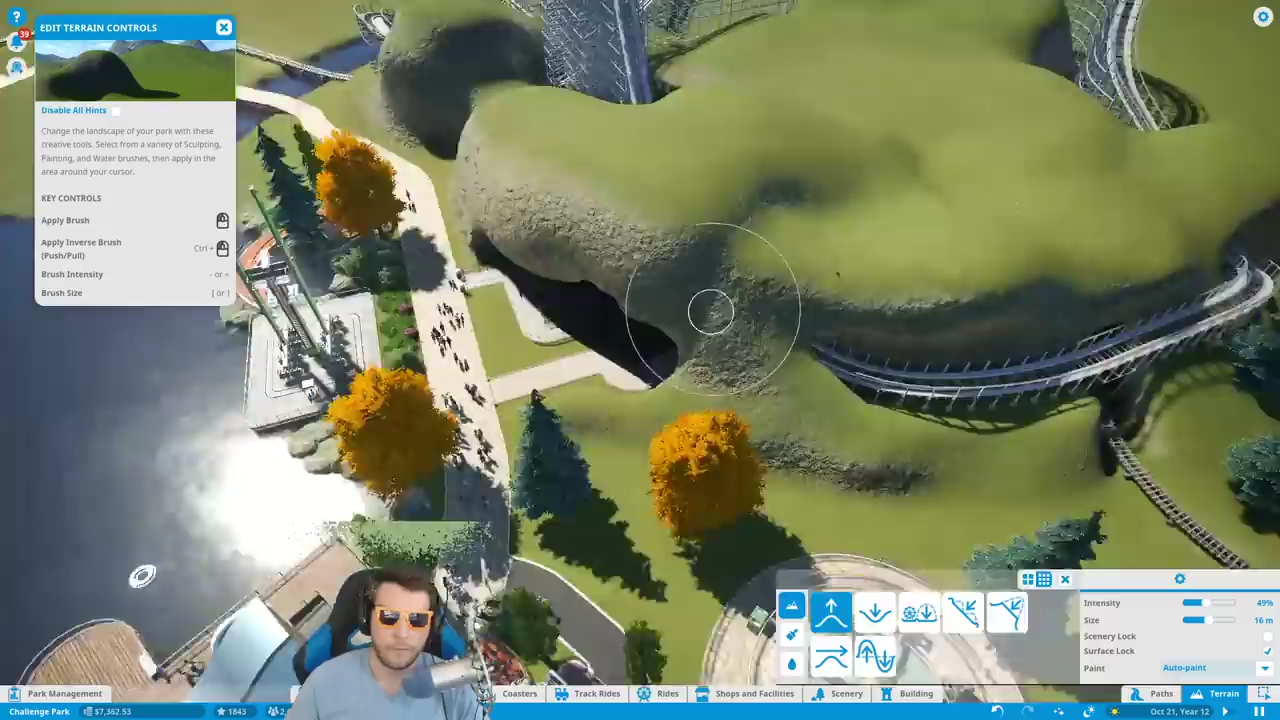 ?
EDIT TERRAIN CONTROLS
39
Disable All Hints
Change the landscape of your park with these
creative tools. Select from a variety of Sculpting,
Painting, and Water brushes, then apply in the
area around your cursor.
KEY CONTROLS
Apply Brush
Apply Inverse Brush Ctrl +
(Push/Pull)
Brush Intensity - or =
Brush Size [ or ]
Intensity 49%
Size 16 m
Scenery Lock
Surface Lock
Paint Auto-paint
Park Management Coasters Track Rides Rides Shops and Facilities Scenery Building Paths Terrain
Challenge Park $7,362.53 1843 Oct 21, Year 12